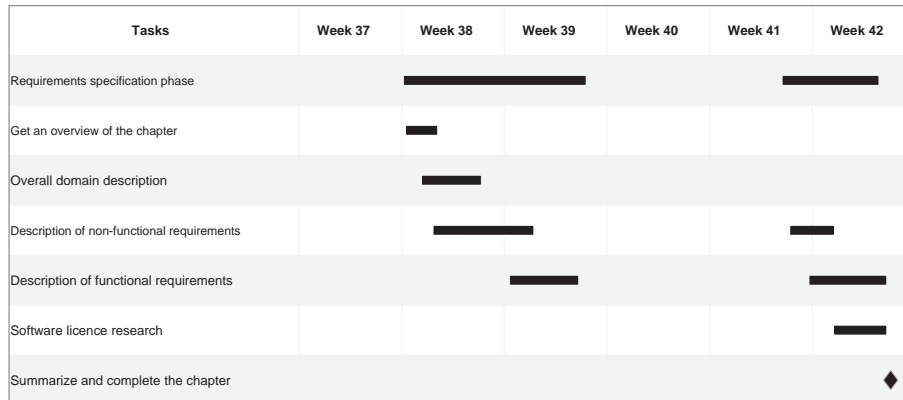 Tasks Week 37 Week 38 Week 39 Week 40 Week 41 Week 42
Requirements specification phase
Get an overview of the chapter
Overall domain description
Description of non-functional requirements
Description of functional requirements
Software licence research
Summarize and complete the chapter